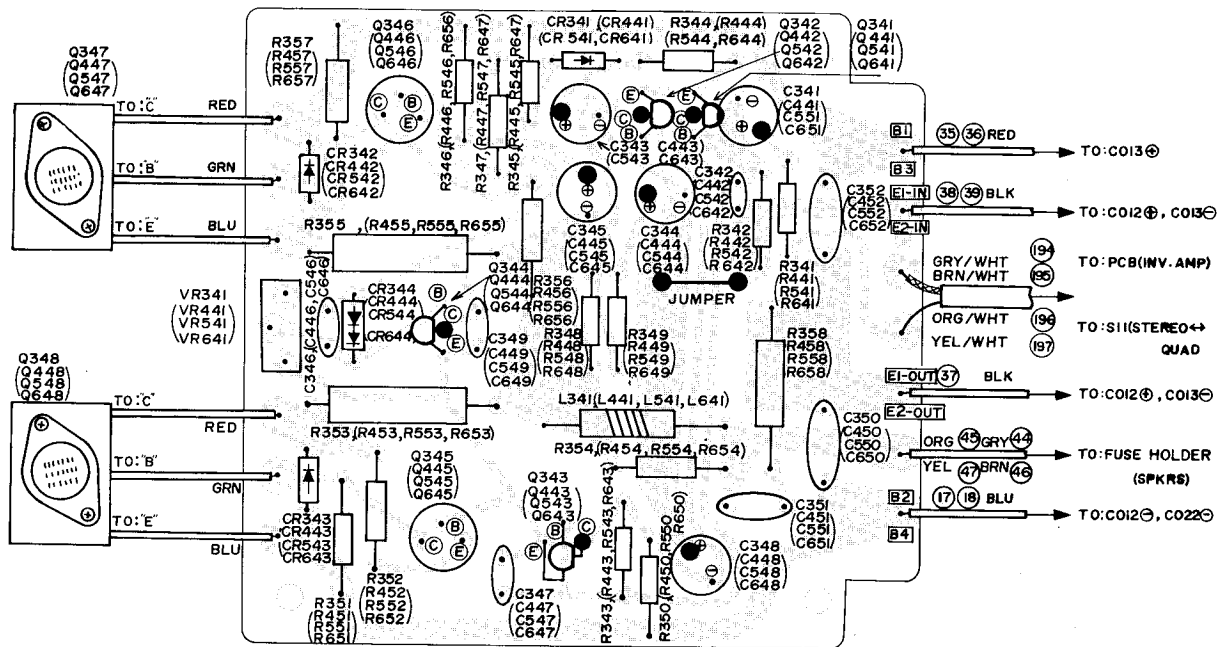 Q347
(Q447
Q547
Q647)
TO:"C"
RED
TO:"B"
GRN
TO:"E"
BLU
R357
(R457
R557
R657)
Q346
(Q446
Q546
Q646)
C
B
E
R346,(R446,R546,R656)
R347,(R447,R547,R647)
R345,(R445,R545,R647)
CR341,(CR441)
(CR541,CR641)
R344,(R444)
(R544,R644)
Q342
(Q442
Q542
Q642)
Q341
(Q441
Q541
Q641)
E
C
B
E
C
B
C341
(C441
C551
C651)
C343
(C543
C443)
C643)
CR342
(CR442
CR542
CR642)
R355,(R455,R555,R655)
C345
(C445
C545
C645)
C344
(C444
C544
C644)
C342
(C442
C542
C642)
R342
(R442
R542
R642)
R341
(R441
R541
R641)
C352
(C452
C552
C652)
JUMPER
B1
35 36 RED
TO:C013⊕
B3
E1-IN
38 39 BLK
TO:C012⊕, C013⊖
E2-IN
GRY/WHT 194
BRN/WHT 195
TO:PCB(INV.AMP)
ORG/WHT 196
YEL/WHT 197
TO:S11(STEREO↔
QUAD
VR341
(VR441
VR541
VR641)
C346,(C446,C546)
C646)
CR344
(CR444
CR544
CR644)
Q344
(Q444
Q544
Q644)
B
C
E
C349
(C449
C549
C649)
R356
(R456
R556
R656)
R348
(R448
R548
R648)
R349
(R449
R549
R649)
R358
(R458
R558
R658)
Q348
(Q448
Q548
Q648)
TO:"C"
RED
TO:"B"
GRN
TO:"E"
BLU
R353,(R453,R553,R653)
L341(L441,L541,L641)
R354,(R454,R554,R654)
C350
(C450
C550
C650)
E1-OUT 37 BLK
TO:C012⊕, C013⊖
E2-OUT
ORG 45 GRY 44
YEL 47 BRN 46
TO:FUSE HOLDER
(SPKRS)
B2
17 18 BLU
TO:C012⊖, C022⊖
B4
CR343
(CR443
CR543
CR643)
R351
(R451
R551
R651)
R352
(R452
R552
R652)
Q345
(Q445
Q545
Q645)
B
C
E
Q343
(Q443
Q543
Q643)
B
C
E
C347
(C447
C547
C647)
R343,(R443,R543,R643)
R350,(R450,R550
R650)
C351
(C451
C551
C651)
C348
(C448
C548
C648)